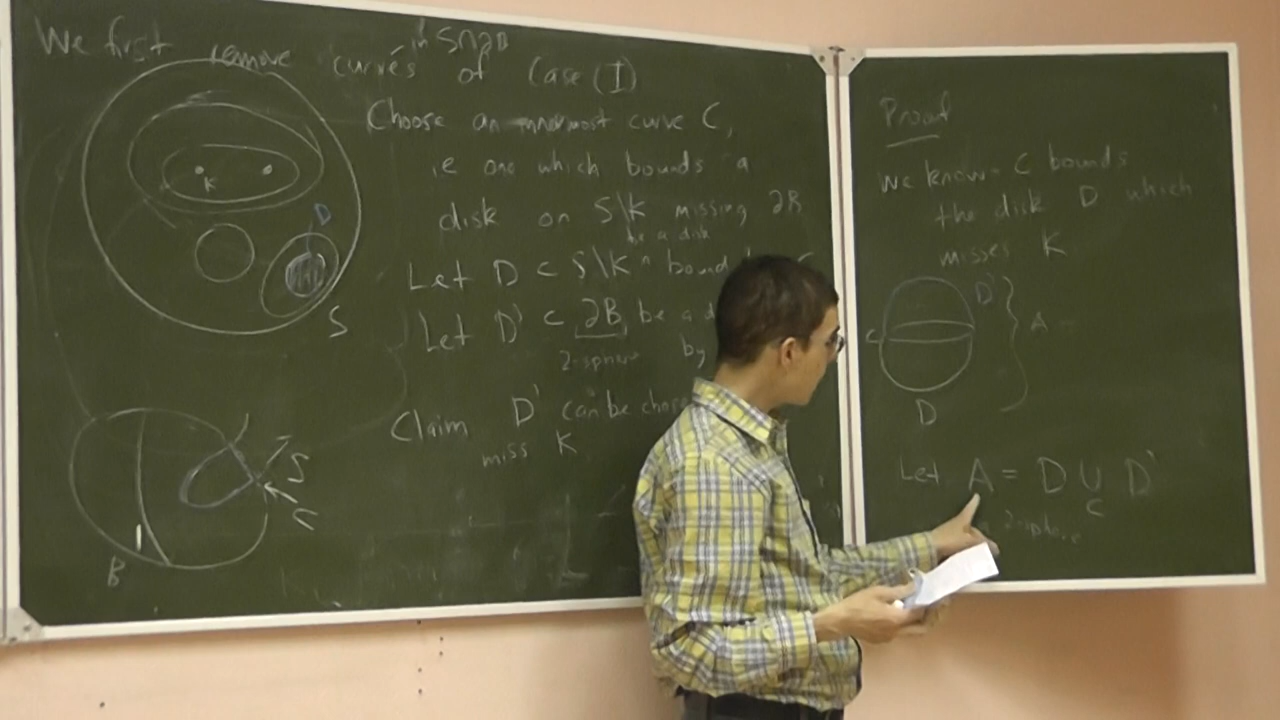 We first remove curves in S∩∂B of Case (I)
Choose an innermost curve C,
ie one which bounds a
disk on S\K missing ∂B
be a disk
Let D ⊂ S\K bound
Let D' ⊂ ∂B be a
2-sphere by
Claim D' can be chose
miss K
K
D
S
S
C
B
Proof
We know C bounds
the disk D which
misses K
D'
C
A
D
Let A = D ∪ D'
C
a 2-sphere